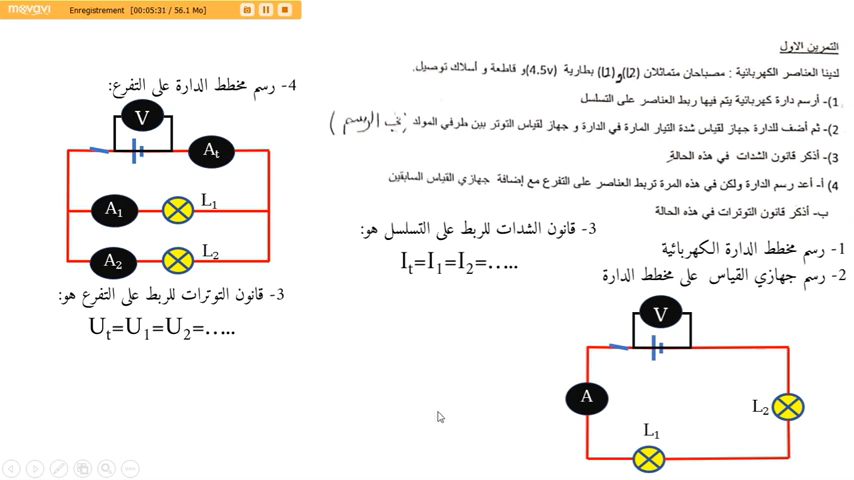 movavi
Enregistrement [00:05:31 / 56.1 Mo]
التمرين الاول
لدينا العناصر الكهربائية : مصباحان متماثلان (l2)و(l1) بطارية (4.5v)و قاطعة و أسلاك توصيل.
1)- أرسم دارة كهربائية يتم فيها ربط العناصر على التسلسل
2)- ثم أضف للدارة جهاز لقياس شدة التيار المارة في الدارة و جهاز لقياس التوتر بين طرفي المولد ( الرسم )
3)- أذكر قانون الشدات في هذه الحالة.
4) أ- أعد رسم الدارة ولكن في هذه المرة تربط العناصر على التفرع مع إضافة جهازي القياس السابقين
ب- أذكر قانون التوترات في هذه الحالة
1- رسم مخطط الدارة الكهربائية
2- رسم جهازي القياس على مخطط الدارة
V
A
L2
L1
3- قانون الشدات للربط على التسلسل هو:
It=I1=I2=.....
4- رسم مخطط الدارة على التفرع:
V
At
A1
L1
A2
L2
3- قانون التوترات للربط على التفرع هو:
Ut=U1=U2=.....